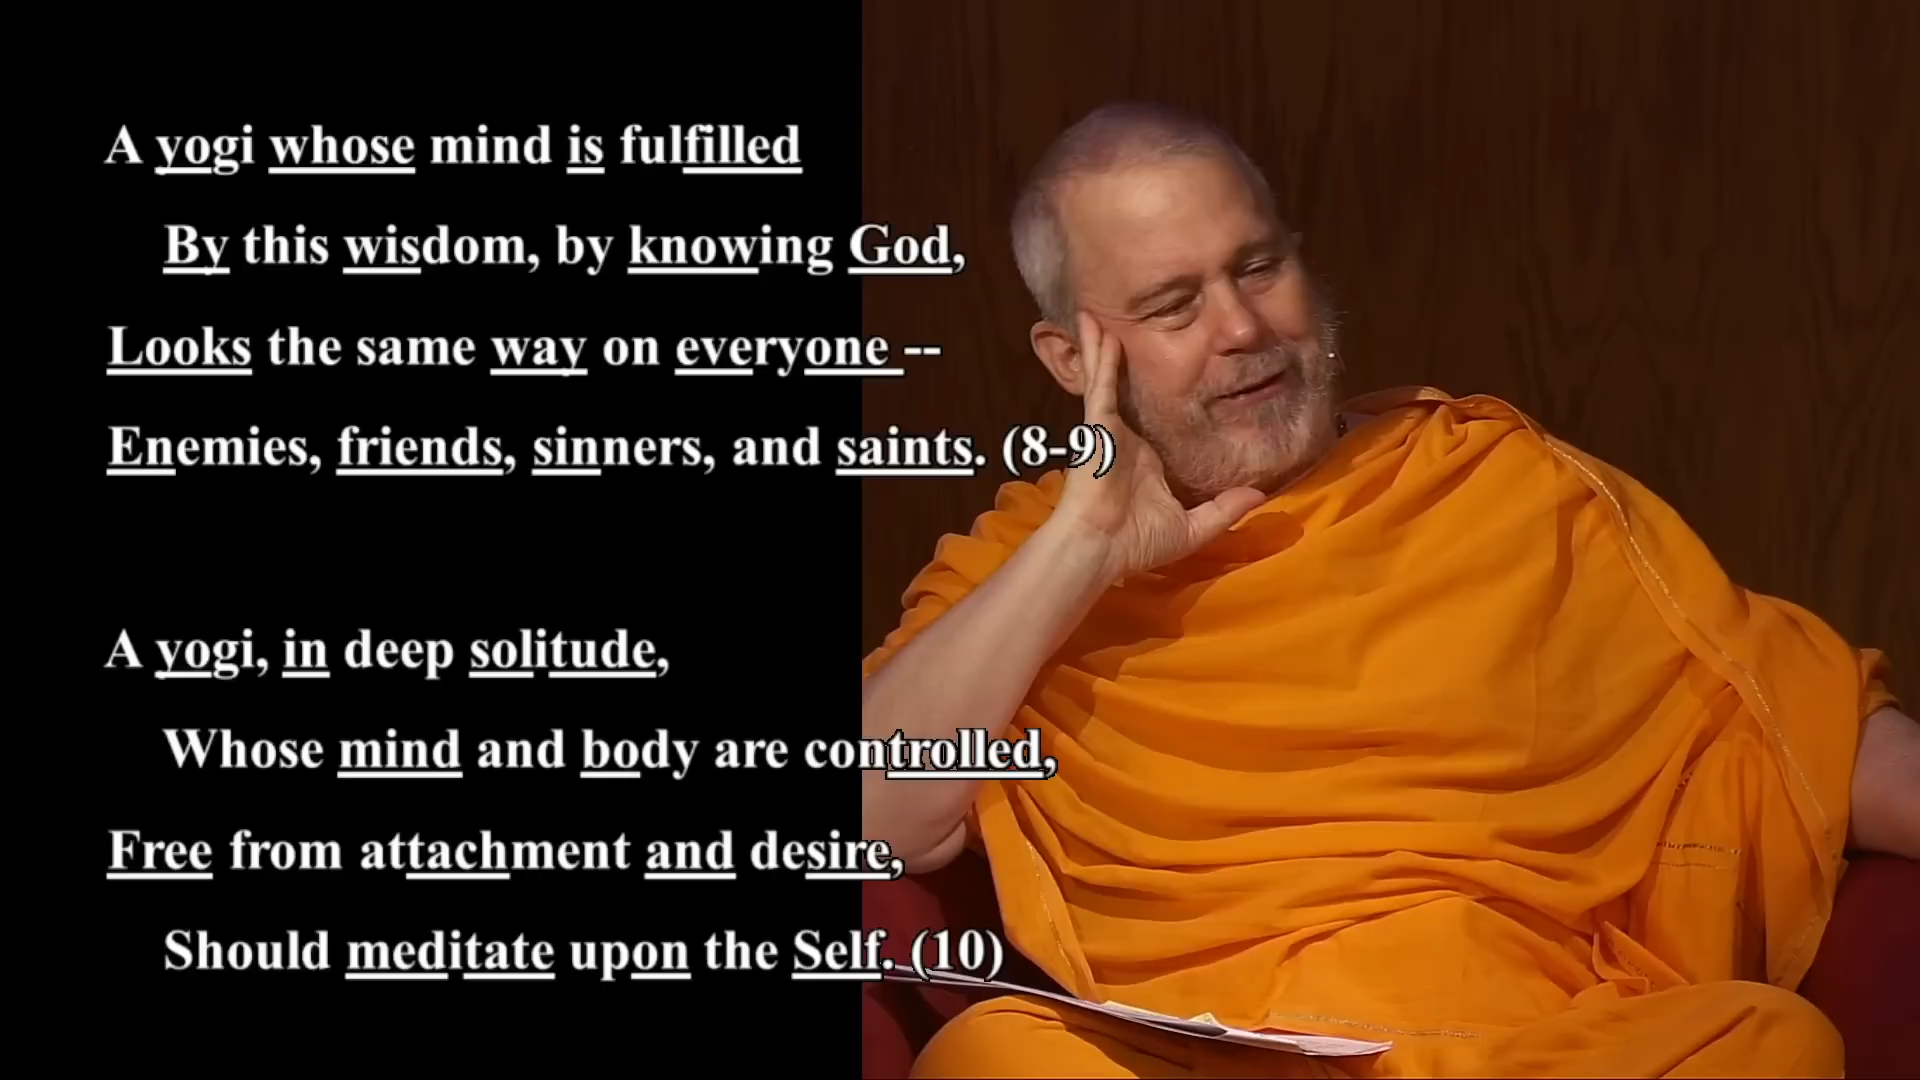 A yogi whose mind is fulfilled
By this wisdom, by knowing God,
Looks the same way on everyone --
Enemies, friends, sinners, and saints. (8-9)
A yogi, in deep solitude,
Whose mind and body are controlled,
Free from attachment and desire,
Should meditate upon the Self. (10)